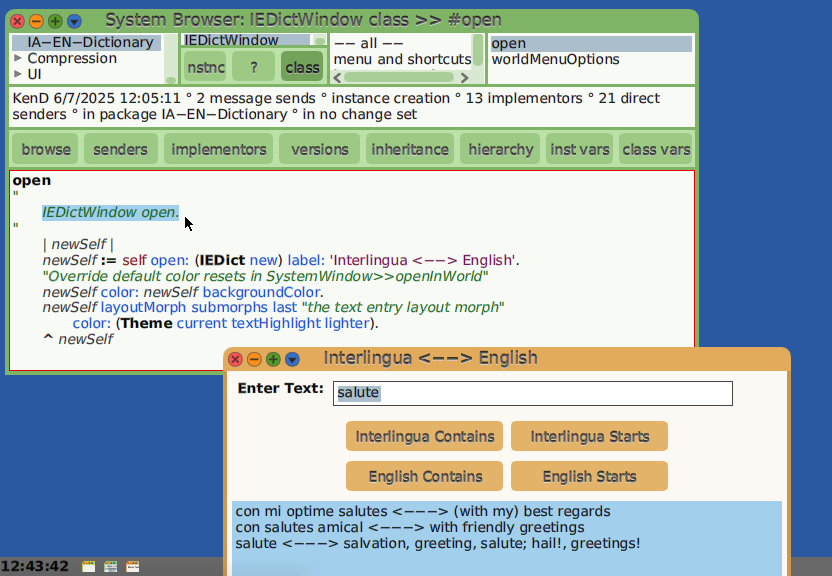 System Browser: IEDictWindow class >> #open
IA−EN−Dictionary
Compression
UI
IEDictWindow
nstnc ? class
−− all −−
menu and shortcuts
open
worldMenuOptions
KenD 6/7/2025 12:05:11 ° 2 message sends ° instance creation ° 13 implementors ° 21 direct
senders ° in package IA−EN−Dictionary ° in no change set
browse senders implementors versions inheritance hierarchy inst vars class vars
open
"
IEDictWindow open.
"
| newSelf |
newSelf := self open: (IEDict new) label: 'Interlingua <−−> English'.
"Override default color resets in SystemWindow>>openInWorld"
newSelf color: newSelf backgroundColor.
newSelf layoutMorph submorphs last "the text entry layout morph"
color: (Theme current textHighlight lighter).
^ newSelf
Interlingua <−−> English
Enter Text: salute
Interlingua Contains Interlingua Starts
English Contains English Starts
con mi optime salutes <−−−> (with my) best regards
con salutes amical <−−−> with friendly greetings
salute <−−−> salvation, greeting, salute; hail!, greetings!
12:43:42